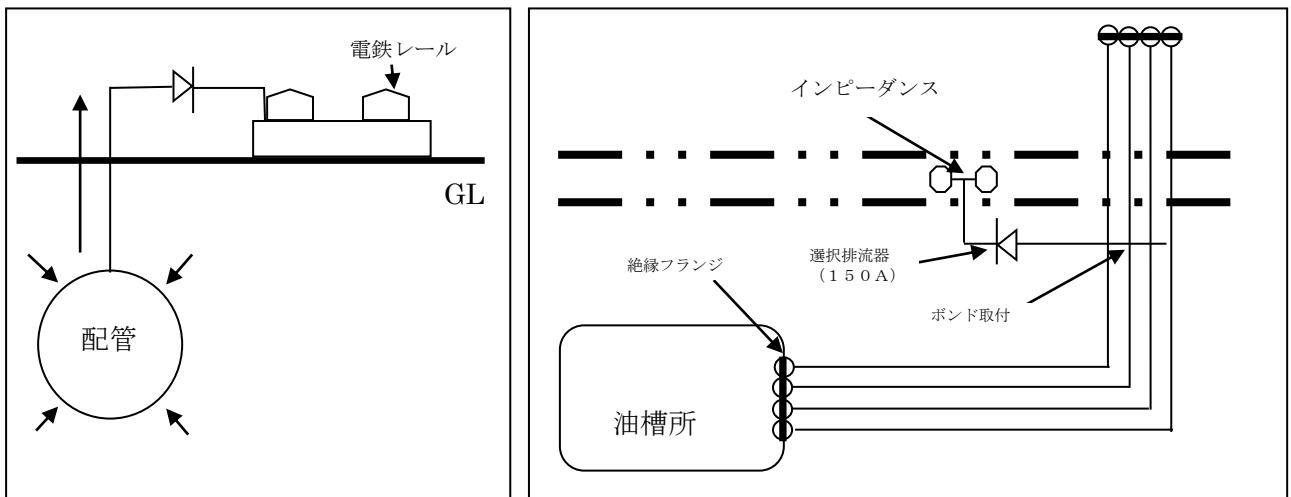 電鉄レール
GL
配管
インピーダンス
選択排流器
（１５０Ａ）
絶縁フランジ
ボンド取付
油槽所